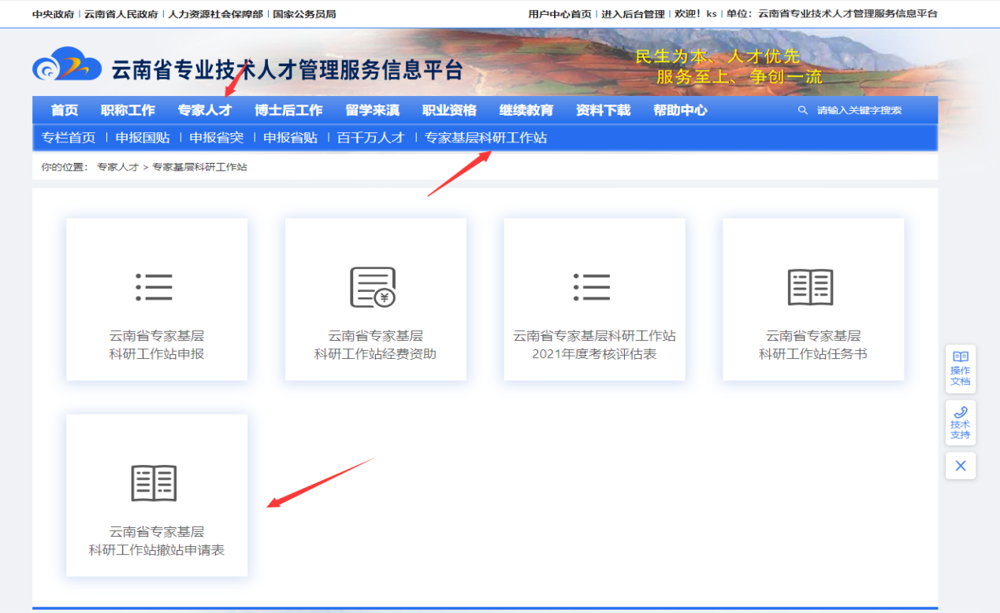 中央政府 | 云南省人民政府 | 人力资源社会保障部 | 国家公务员局
用户中心首页 | 进入后台管理 | 欢迎！ks | 单位：云南省专业技术人才管理服务信息平台
云南省专业技术人才管理服务信息平台
民生为本、人才优先
服务至上、争创一流
首页 职称工作 专家人才 博士后工作 留学来滇 职业资格 继续教育 资料下载 帮助中心 请输入关键字搜索
专栏首页 | 申报国贴 | 申报省突 | 申报省贴 | 百千万人才 | 专家基层科研工作站
你的位置： 专家人才 > 专家基层科研工作站
云南省专家基层
科研工作站申报
云南省专家基层
科研工作站经费资助
云南省专家基层科研工作站
2021年度考核评估表
云南省专家基层
科研工作站任务书
云南省专家基层
科研工作站撤站申请表
操作
文档
技术
支持